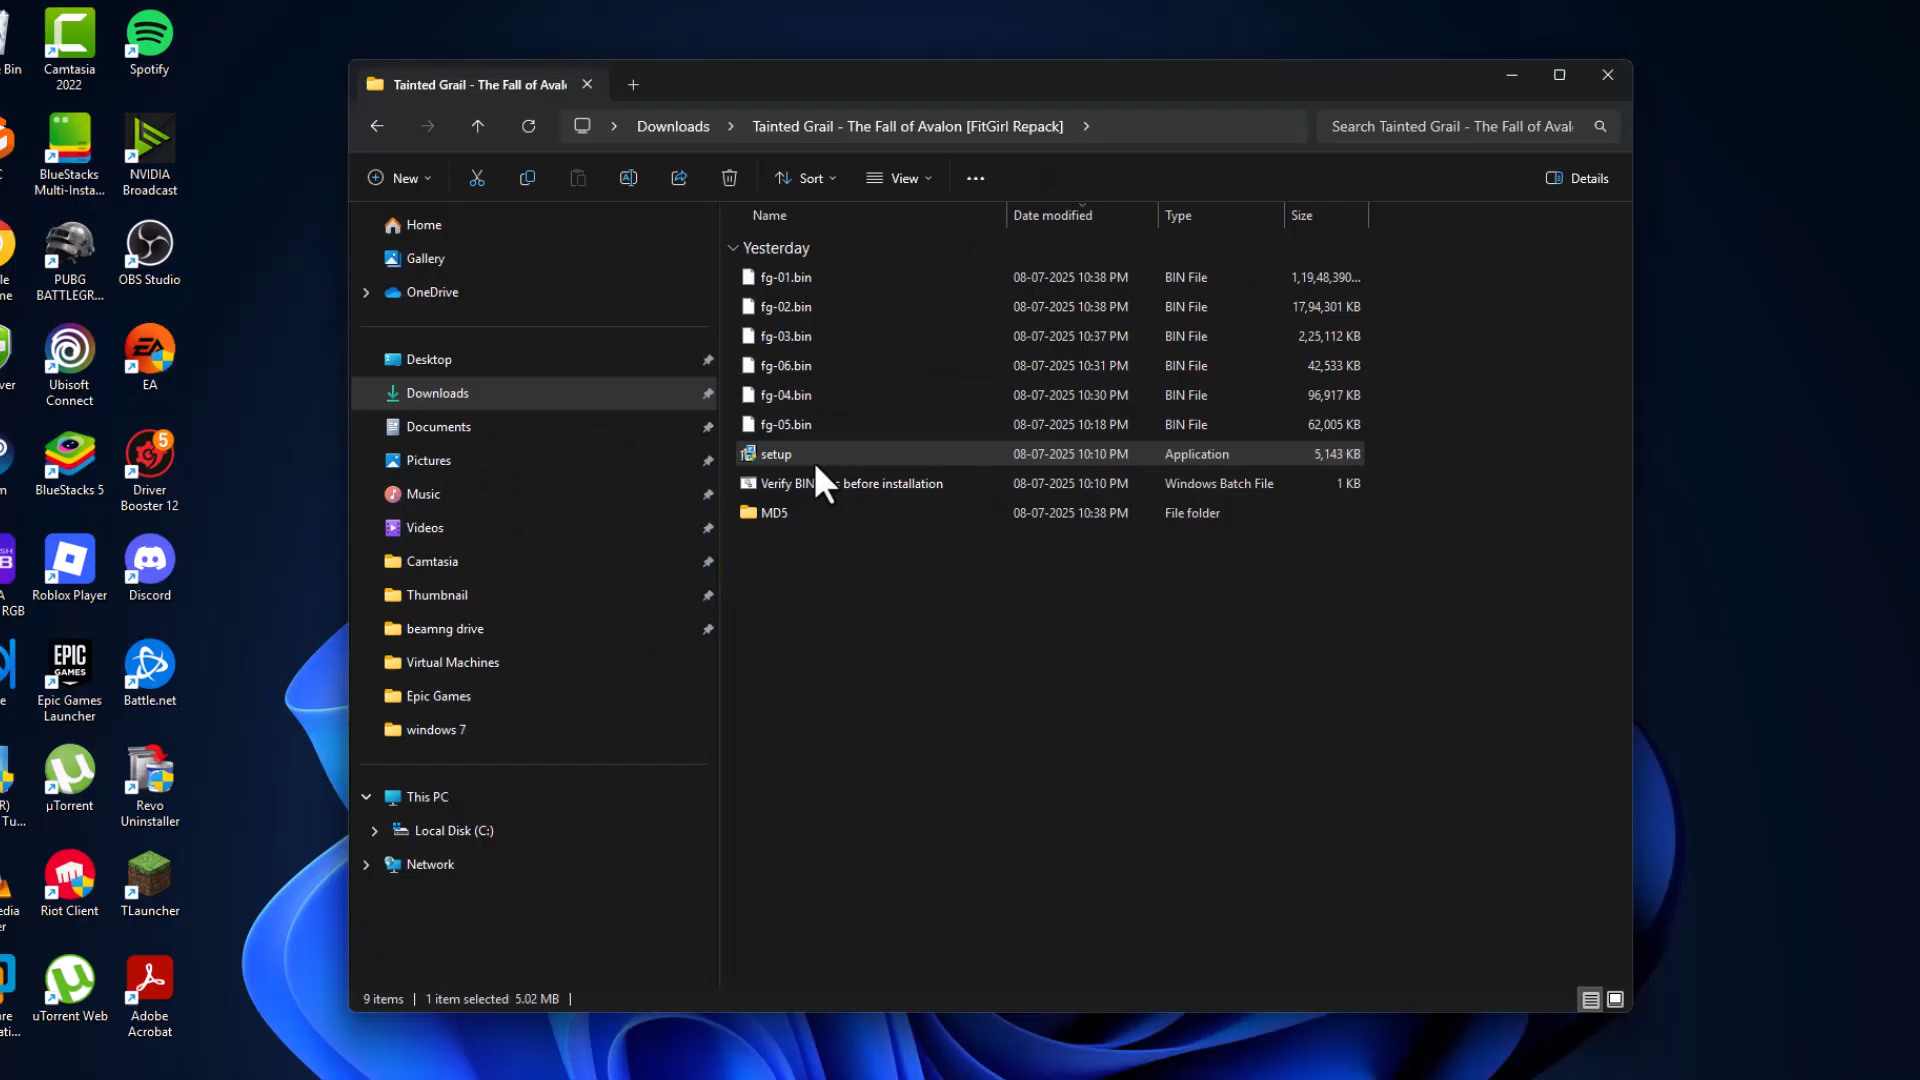 Bin
Camtasia
2022
Spotify
BlueStacks
Multi-Insta...
NVIDIA
Broadcast
PUBG
BATTLEGR...
OBS Studio
Ubisoft
Connect
EA
BlueStacks 5
Driver
Booster 12
5
Roblox Player
Discord
RGB
EPIC
GAMES
Epic Games
Launcher
Battle.net
µTorrent
Revo
Uninstaller
Tu...
Riot Client
TLauncher
uTorrent Web
Adobe
Acrobat
Tainted Grail - The Fall of Aval
Downloads
Tainted Grail - The Fall of Avalon [FitGirl Repack]
Search Tainted Grail - The Fall of Aval
New
Sort
View
Details
Home
Gallery
OneDrive
Desktop
Downloads
Documents
Pictures
Music
Videos
Camtasia
Thumbnail
beamng drive
Virtual Machines
Epic Games
windows 7
This PC
Local Disk (C:)
Network
Name Date modified Type Size
Yesterday
fg-01.bin 08-07-2025 10:38 PM BIN File 1,19,48,390...
fg-02.bin 08-07-2025 10:38 PM BIN File 17,94,301 KB
fg-03.bin 08-07-2025 10:37 PM BIN File 2,25,112 KB
fg-06.bin 08-07-2025 10:31 PM BIN File 42,533 KB
fg-04.bin 08-07-2025 10:30 PM BIN File 96,917 KB
fg-05.bin 08-07-2025 10:18 PM BIN File 62,005 KB
setup 08-07-2025 10:10 PM Application 5,143 KB
Verify BIN before installation 08-07-2025 10:10 PM Windows Batch File 1 KB
MD5 08-07-2025 10:38 PM File folder
9 items 1 item selected 5.02 MB